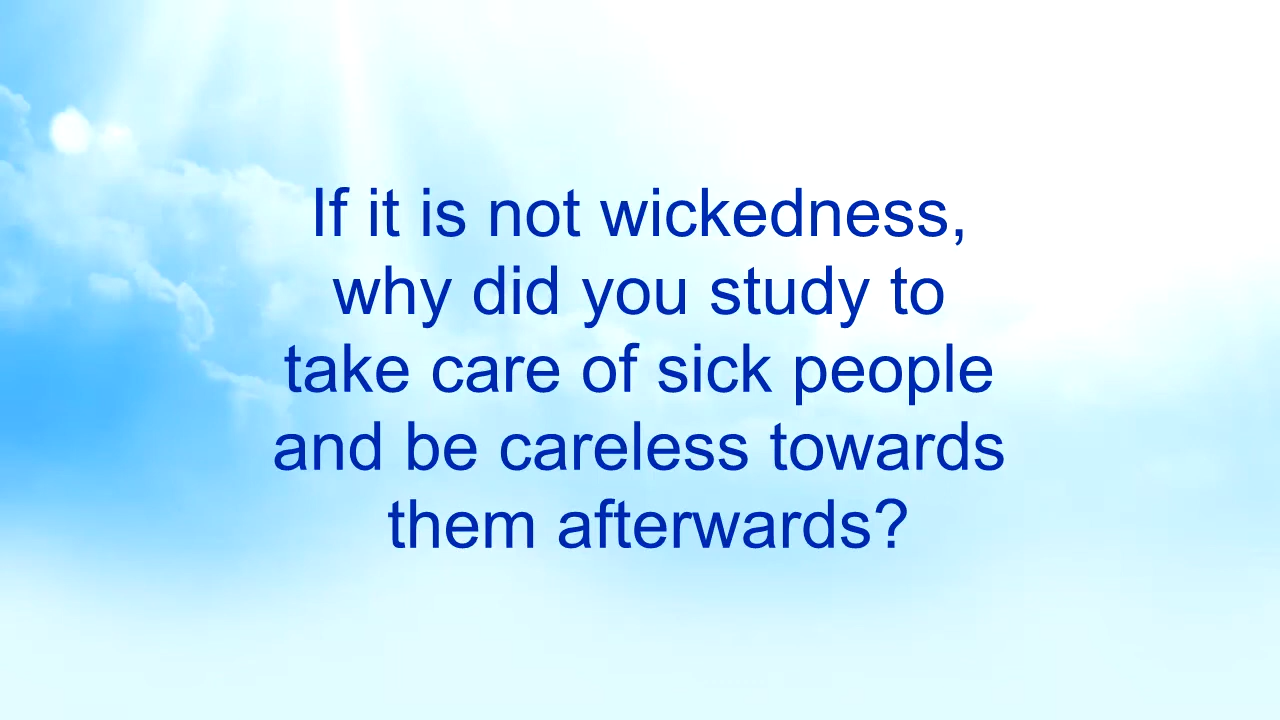 If it is not wickedness,
why did you study to
take care of sick people
and be careless towards
them afterwards?